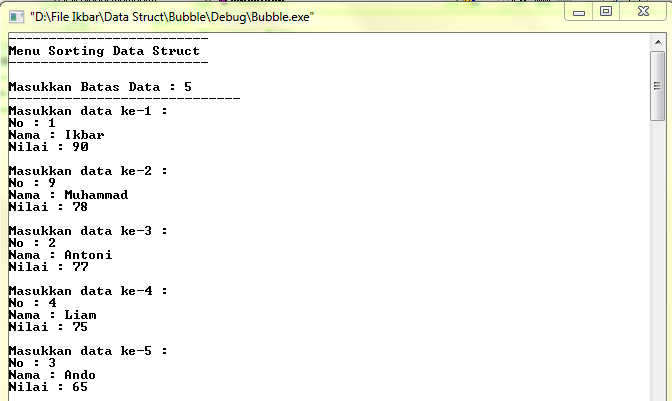 "D:\File Ikbar\Data Struct\Bubble\Debug\Bubble.exe"
-------------------------
Menu Sorting Data Struct
-------------------------
Masukkan Batas Data : 5
-----------------------------
Masukkan data ke-1 :
No : 1
Nama : Ikbar
Nilai : 90
Masukkan data ke-2 :
No : 9
Nama : Muhammad
Nilai : 78
Masukkan data ke-3 :
No : 2
Nama : Antoni
Nilai : 77
Masukkan data ke-4 :
No : 4
Nama : Liam
Nilai : 75
Masukkan data ke-5 :
No : 3
Nama : Ando
Nilai : 65